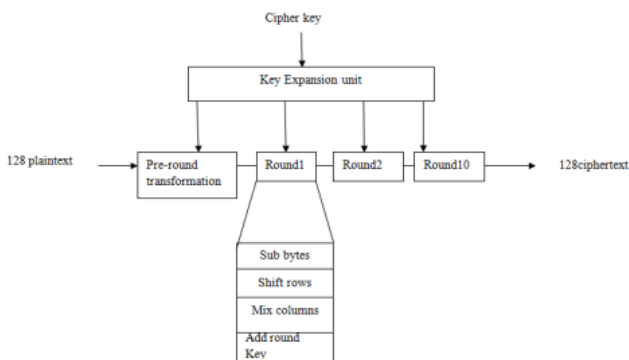 Cipher key
Key Expansion unit
128 plaintext
Pre-round
transformation
Round1
Round2
Round10
128ciphertext
Sub bytes
Shift rows
Mix columns
Add round
Key